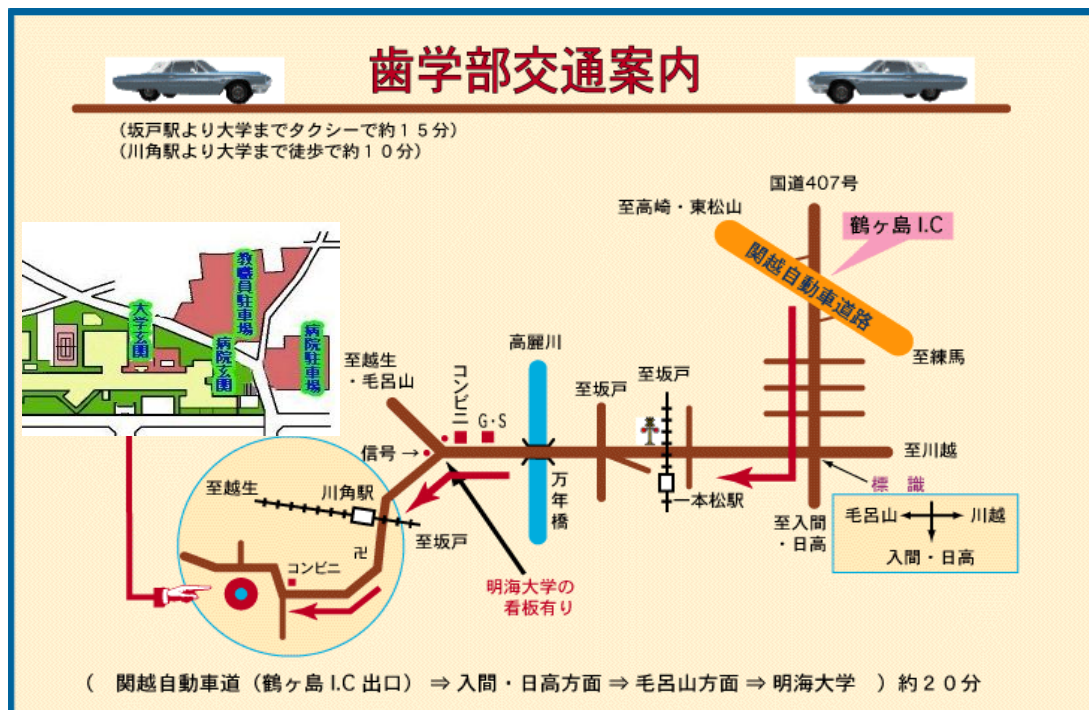 歯学部交通案内
（坂戸駅より大学までタクシーで約１５分）
（川角駅より大学まで徒歩で約１０分）
国道407号
至高崎・東松山
鶴ヶ島 I.C
関越自動車道路
至練馬
教職員駐車場
大学玄関
病院玄関
病院駐車場
高麗川
至越生
・毛呂山
コンビニ
G・S
至坂戸
至坂戸
信号→
至川越
万年橋
一本松駅
標 識
至越生
川角駅
至坂戸
至入間
・日高
毛呂山
川越
入間・日高
卍
コンビニ
明海大学の
看板有り
（ 関越自動車道（鶴ヶ島 I.C 出口） ⇒ 入間・日高方面 ⇒ 毛呂山方面 ⇒ 明海大学 ）約２０分